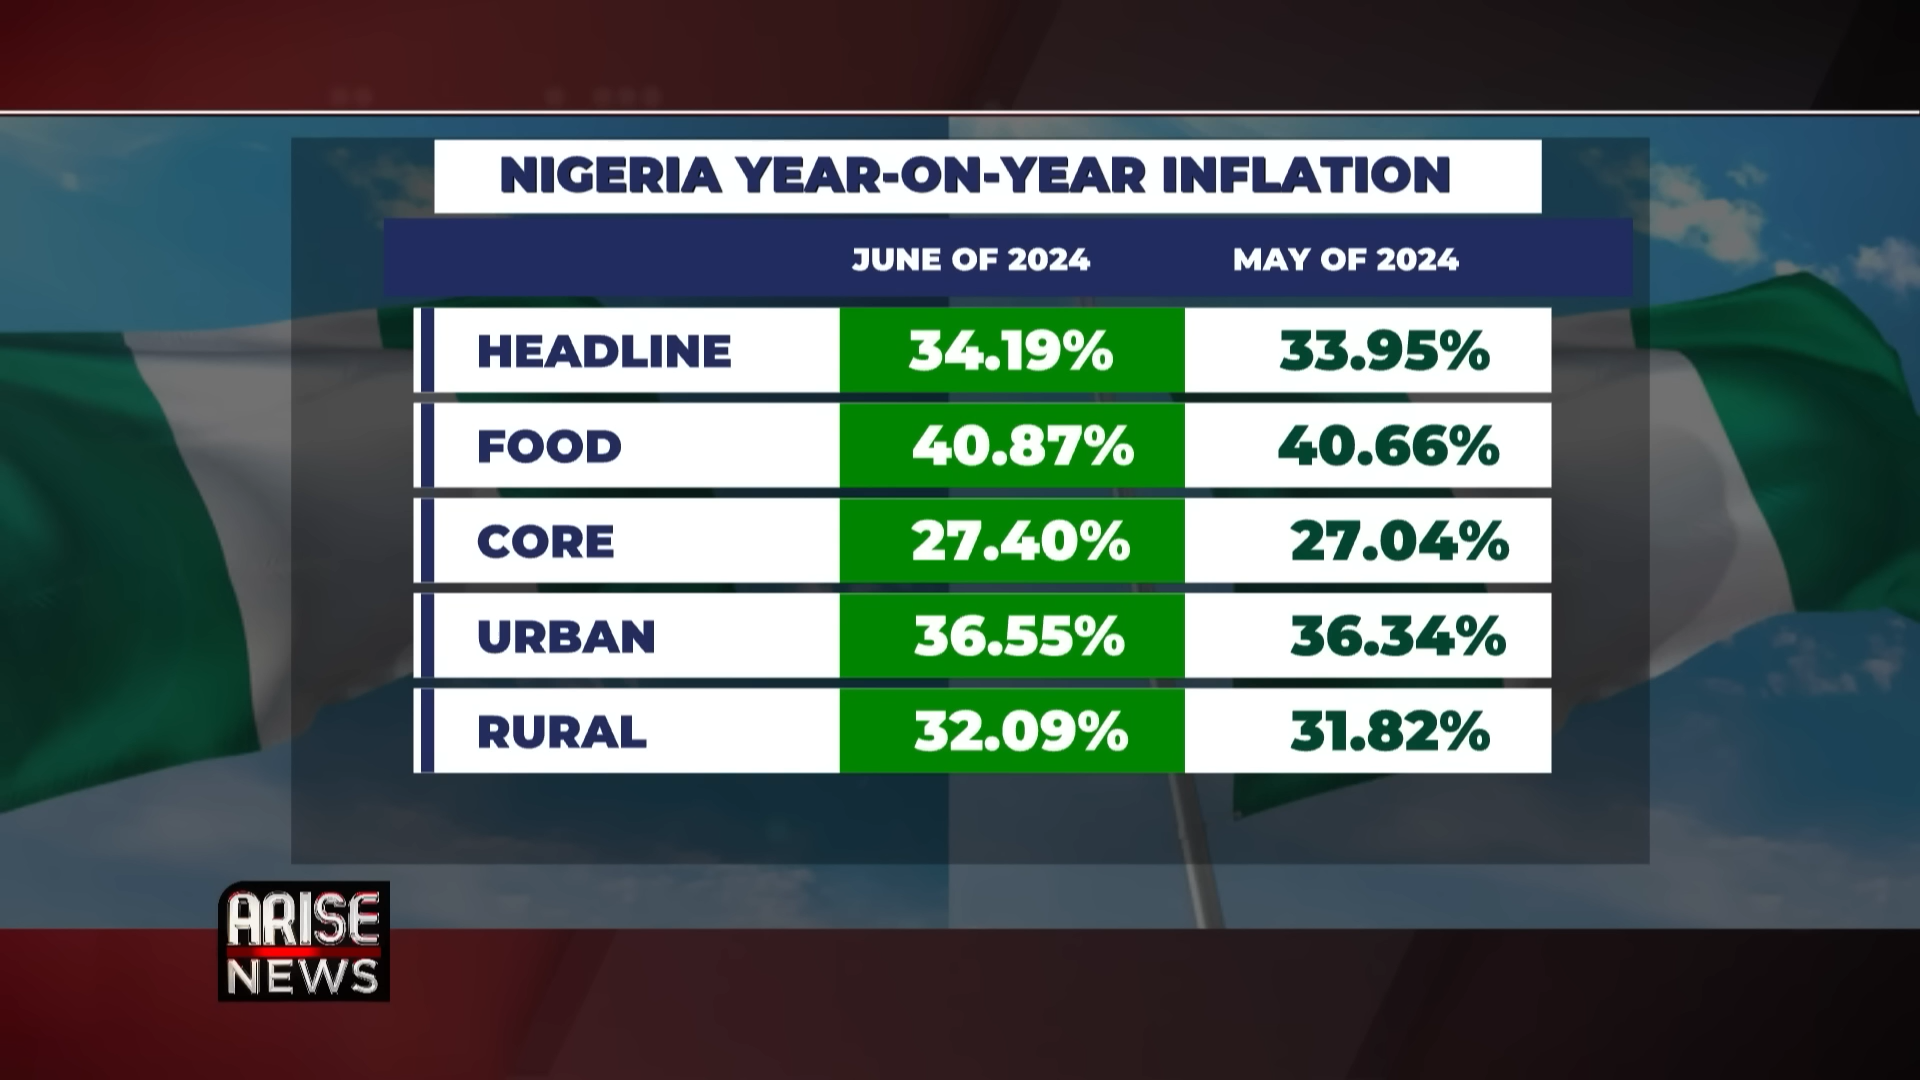 NIGERIA YEAR-ON-YEAR INFLATION
JUNE OF 2024 MAY OF 2024
HEADLINE 34.19% 33.95%
FOOD 40.87% 40.66%
CORE 27.40% 27.04%
URBAN 36.55% 36.34%
RURAL 32.09% 31.82%
ARISE
NEWS